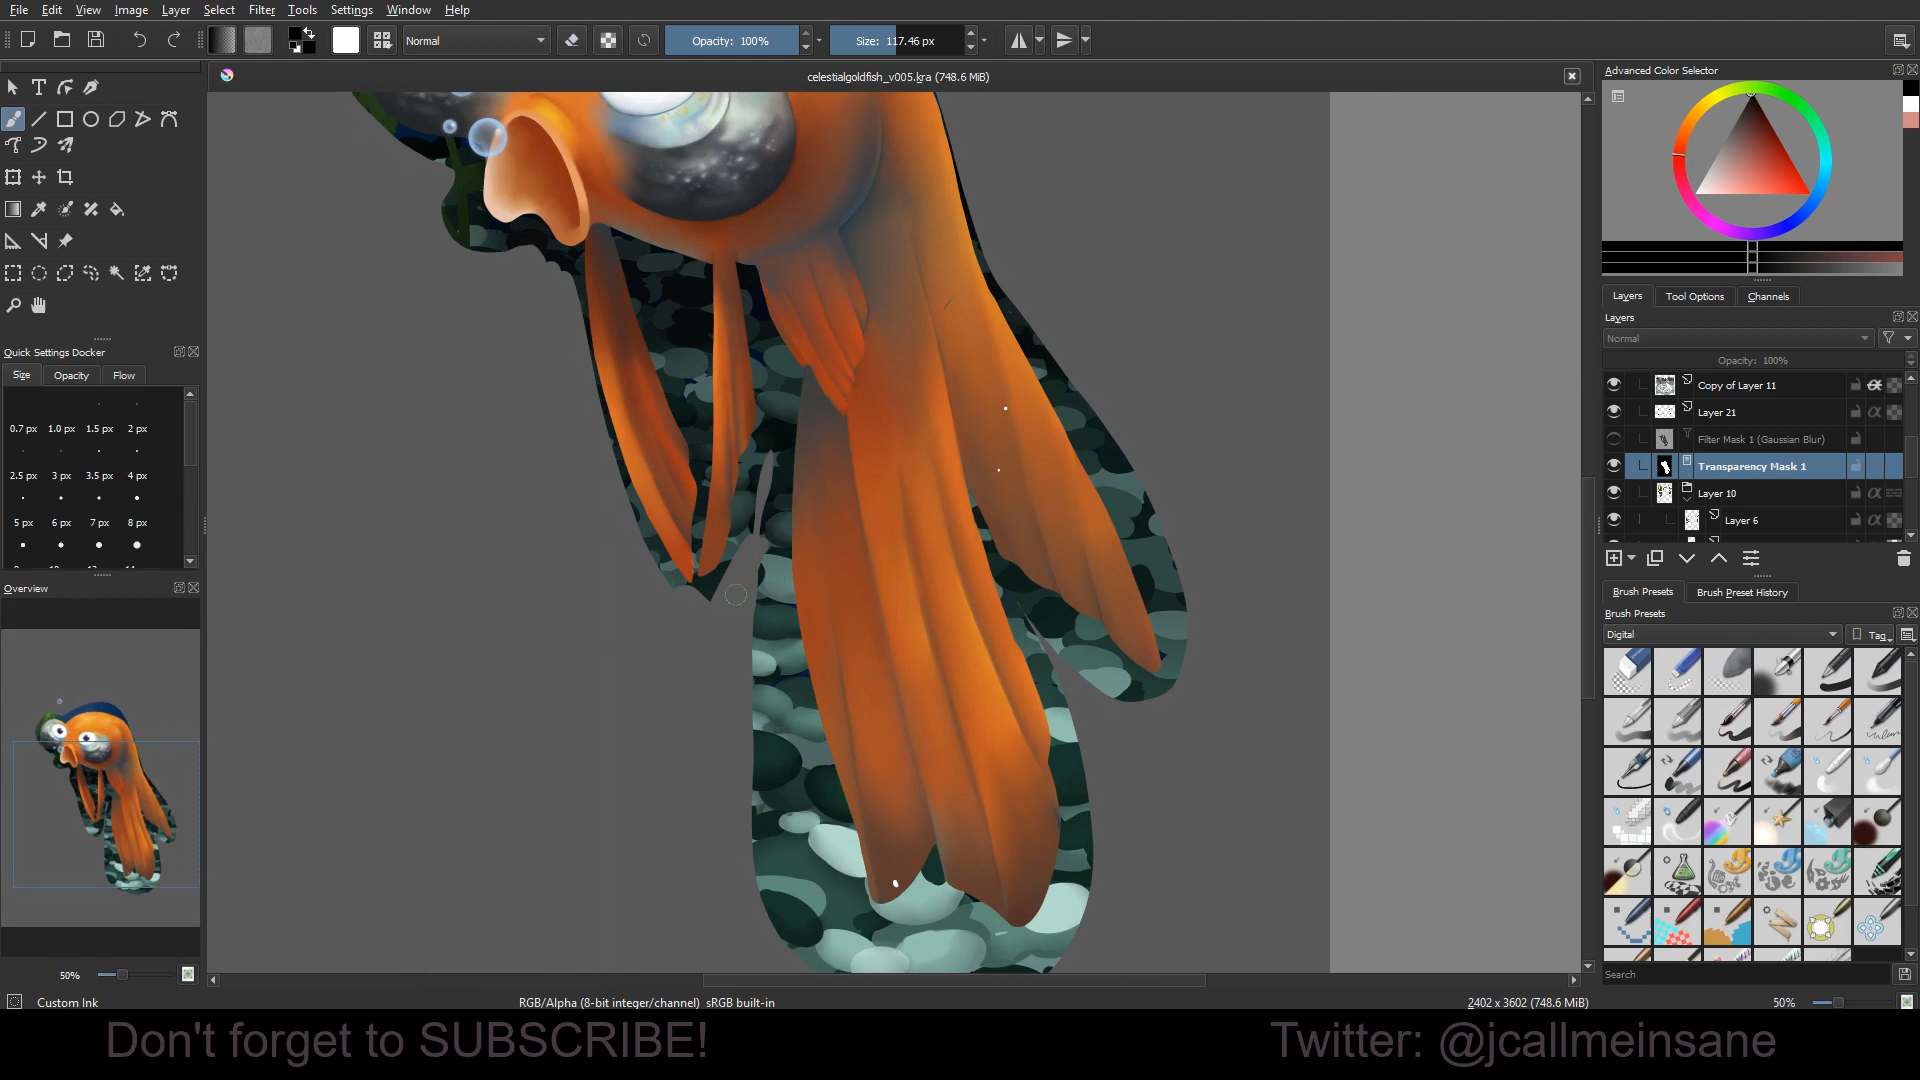 File Edit View Image Layer Select Filter Tools Settings Window Help
Normal Opacity: 100% Size: 117.46 px
celestialgoldfish_v005.kra (748.6 MiB)
Advanced Color Selector
Layers Tool Options Channels
Layers
Normal
Opacity: 100%
Copy of Layer 11
Layer 21
Filter Mask 1 (Gaussian Blur)
Transparency Mask 1
Layer 10
Layer 6
Quick Settings Docker
Size Opacity Flow
0.7 px 1.0 px 1.5 px 2 px
2.5 px 3 px 3.5 px 4 px
5 px 6 px 7 px 8 px
Overview
50%
Brush Presets Brush Preset History
Brush Presets
Digital Tag
Search
Custom Ink RGB/Alpha (8-bit integer/channel) sRGB built-in 2402 x 3602 (748.6 MiB) 50%
Don't forget to SUBSCRIBE! Twitter: @jcallmeinsane